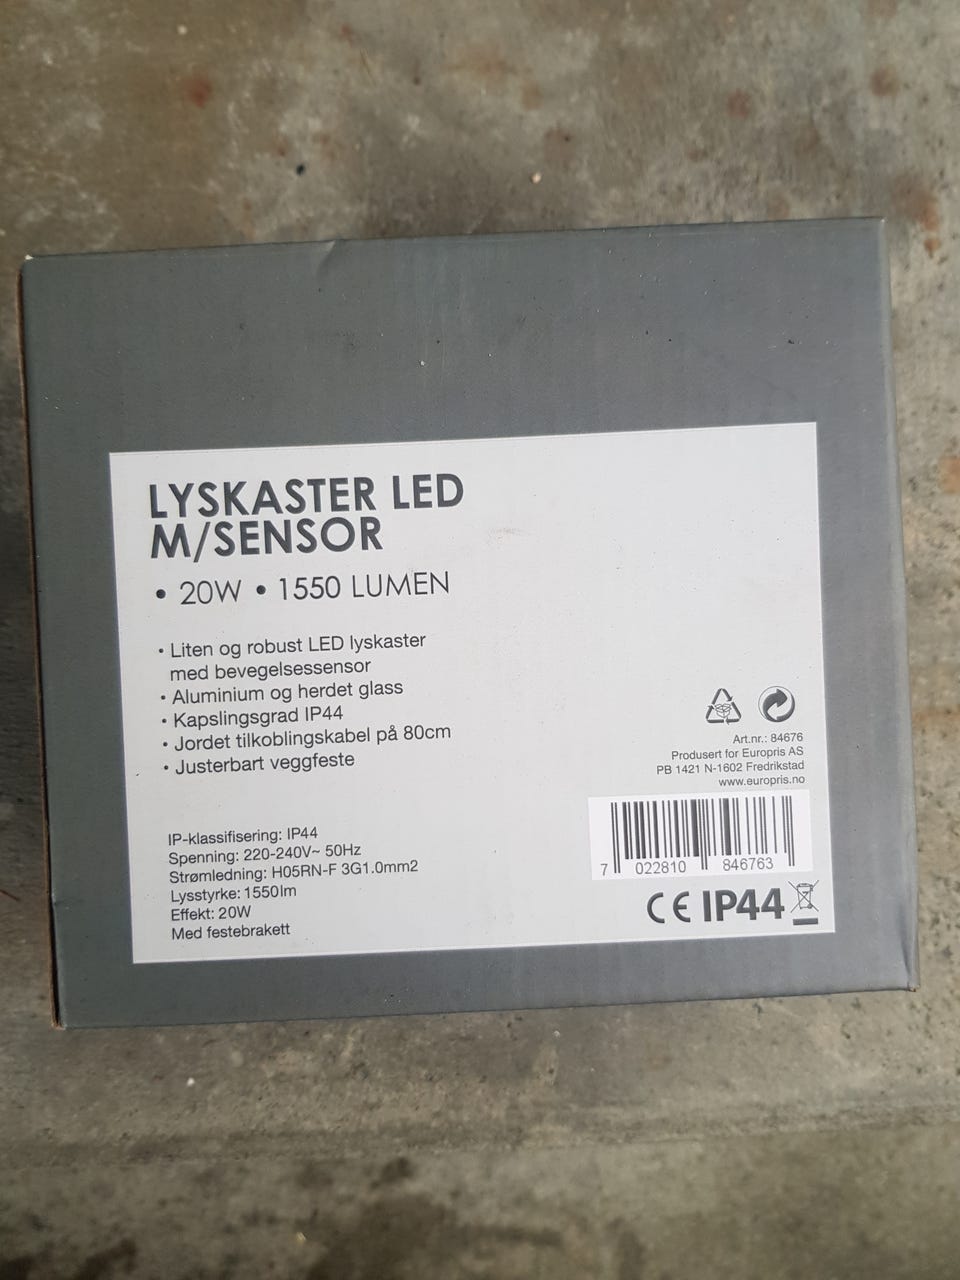 LYSKASTER LED
M/SENSOR
• 20W • 1550 LUMEN
• Liten og robust LED lyskaster
med bevegelsessensor
• Aluminium og herdet glass
• Kapslingsgrad IP44
• Jordet tilkoblingskabel på 80cm
• Justerbart veggfeste
IP-klassifisering: IP44
Spenning: 220-240V~ 50Hz
Strømledning: H05RN-F 3G1.0mm2
Lysstyrke: 1550lm
Effekt: 20W
Med festebrakett
Art.nr.: 84676
Produsert for Europris AS
PB 1421 N-1602 Fredrikstad
www.europris.no
7 022810 846763
CE IP44